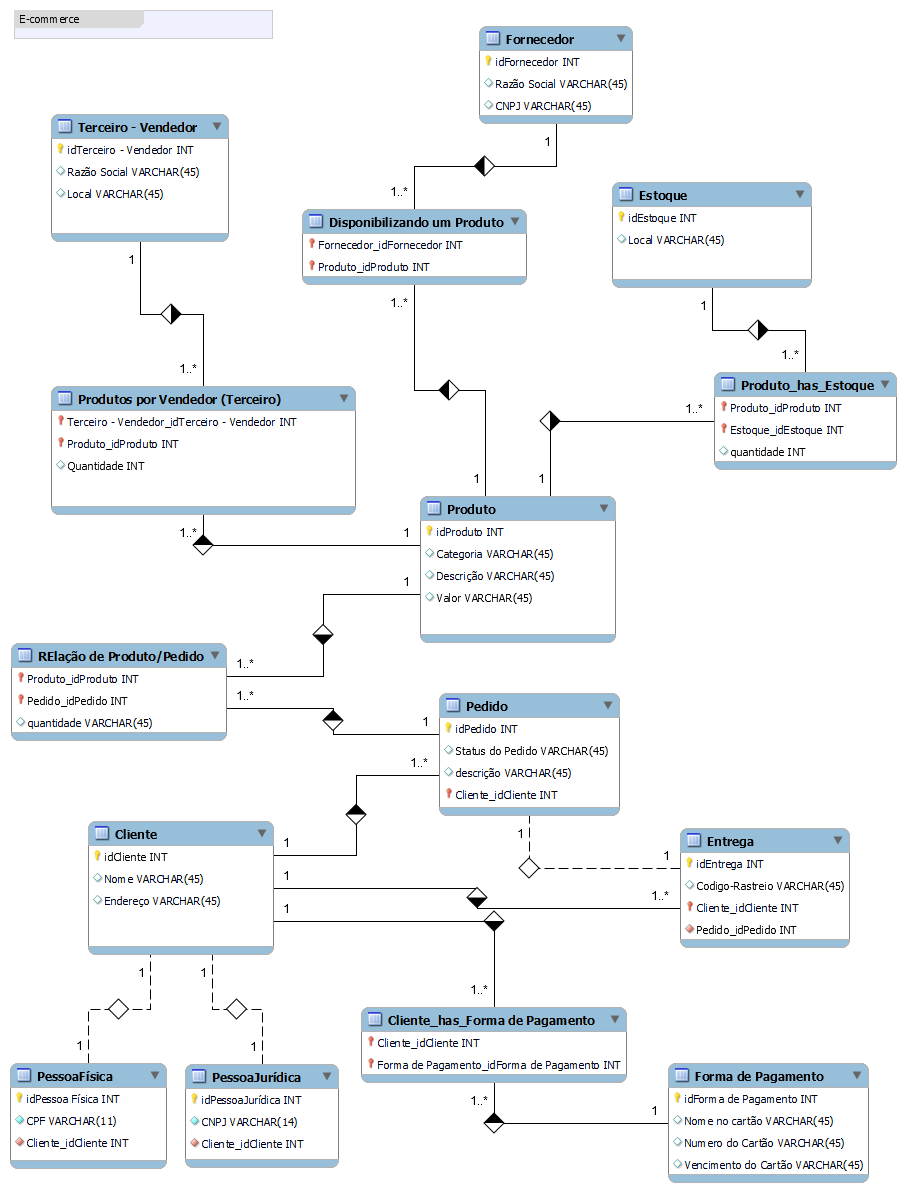 E-commerce
Fornecedor
idFornecedor INT
Razão Social VARCHAR(45)
CNPJ VARCHAR(45)
1
1..*
Terceiro - Vendedor
idTerceiro - Vendedor INT
Razão Social VARCHAR(45)
Local VARCHAR(45)
1
1..*
Estoque
idEstoque INT
Local VARCHAR(45)
1
1..*
Disponibilizando um Produto
Fornecedor_idFornecedor INT
Produto_idProduto INT
1..*
1
Produto_has_Estoque
Produto_idProduto INT
Estoque_idEstoque INT
quantidade INT
1..*
1
Produtos por Vendedor (Terceiro)
Terceiro - Vendedor_idTerceiro - Vendedor INT
Produto_idProduto INT
Quantidade INT
1..*
1
Produto
idProduto INT
Categoria VARCHAR(45)
Descrição VARCHAR(45)
Valor VARCHAR(45)
1
1..*
RElação de Produto/Pedido
Produto_idProduto INT
Pedido_idPedido INT
quantidade VARCHAR(45)
1..*
1
Pedido
idPedido INT
Status do Pedido VARCHAR(45)
descrição VARCHAR(45)
Cliente_idCliente INT
1..*
1
1
1
Cliente
idCliente INT
Nome VARCHAR(45)
Endereço VARCHAR(45)
1
1..*
1
1..*
Entrega
idEntrega INT
Codigo-Rastreio VARCHAR(45)
Cliente_idCliente INT
Pedido_idPedido INT
1
1
1
1
Cliente_has_Forma de Pagamento
Cliente_idCliente INT
Forma de Pagamento_idForma de Pagamento INT
1..*
1
PessoaFísica
idPessoa Física INT
CPF VARCHAR(11)
Cliente_idCliente INT
PessoaJurídica
idPessoaJurídica INT
CNPJ VARCHAR(14)
Cliente_idCliente INT
Forma de Pagamento
idForma de Pagamento INT
Nome no cartão VARCHAR(45)
Numero do Cartão VARCHAR(45)
Vencimento do Cartão VARCHAR(45)